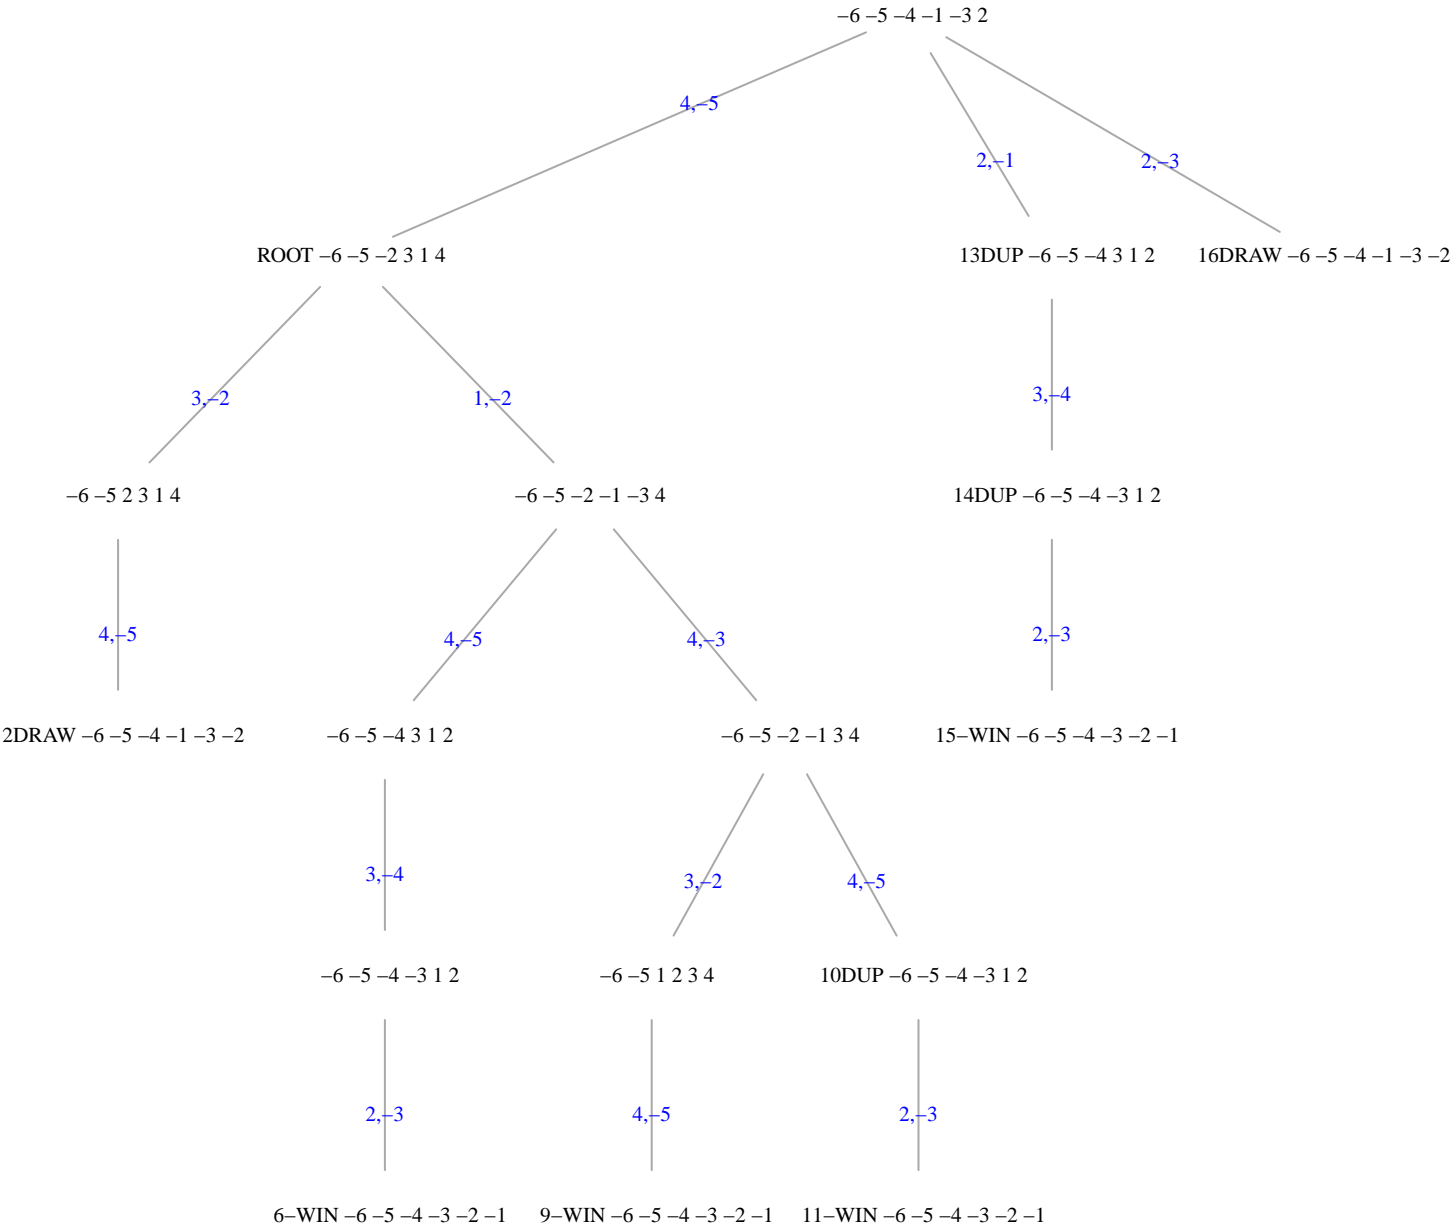 –6 –5 –4 –1 –3 2
4,–5
2,–1
2,–3
ROOT –6 –5 –2 3 1 4
13DUP –6 –5 –4 3 1 2
16DRAW –6 –5 –4 –1 –3 –2
3,–2
1,–2
3,–4
–6 –5 2 3 1 4
–6 –5 –2 –1 –3 4
14DUP –6 –5 –4 –3 1 2
4,–5
4,–5
4,–3
2,–3
2DRAW –6 –5 –4 –1 –3 –2
–6 –5 –4 3 1 2
–6 –5 –2 –1 3 4
15–WIN –6 –5 –4 –3 –2 –1
3,–4
3,–2
4,–5
–6 –5 –4 –3 1 2
–6 –5 1 2 3 4
10DUP –6 –5 –4 –3 1 2
2,–3
4,–5
2,–3
6–WIN –6 –5 –4 –3 –2 –1
9–WIN –6 –5 –4 –3 –2 –1
11–WIN –6 –5 –4 –3 –2 –1